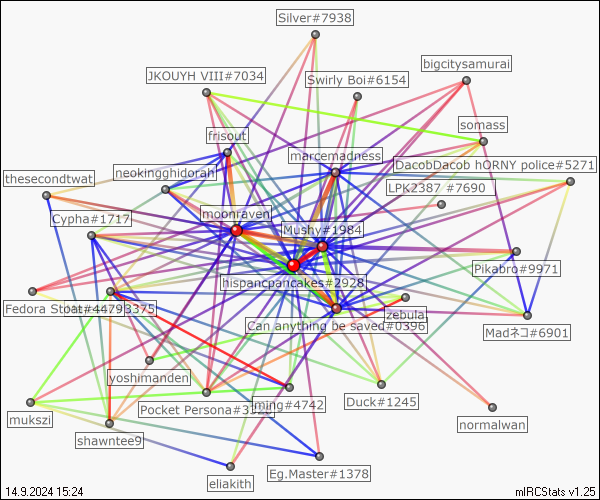 Silver#7938
bigcitysamurai
JKOUYH VIII#7034
Swirly Boi#6154
somass
frisout
marcemadness
DacobDacob hORNY police#5271
thesecondtwat
neokingghidorah
LPK2387 #7690
Cypha#1717
moonraven
Mushy#1984
Pikabro#9971
hispancpancakes#2928
Fedora Stoat#4479
3375
zebula
Can anything be saved#0396
Madネコ#6901
yoshimanden
mukszi
Pocket Persona#33
ming#4742
Duck#1245
normalwan
shawntee9
eliakith
Eg.Master#1378
14.9.2024 15:24
mIRCStats v1.25